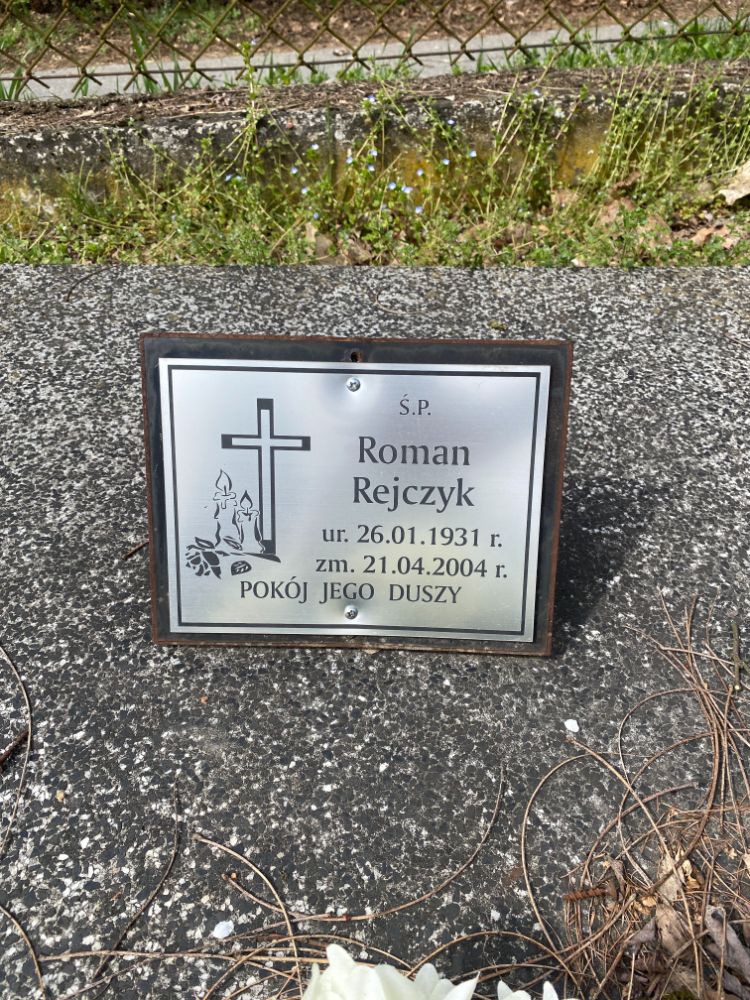 Ś.P.
Roman
Rejczyk
ur. 26.01.1931 r.
zm. 21.04.2004 r.
POKÓJ JEGO DUSZY